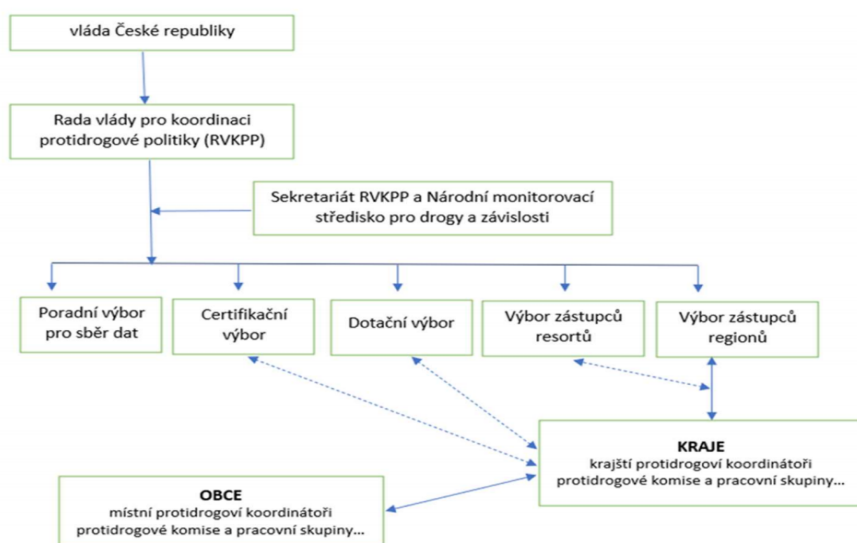 vláda České republiky
Rada vlády pro koordinaci
protidrogové politiky (RVKPP)
Sekretariát RVKPP a Národní monitorovací
středisko pro drogy a závislosti
Poradní výbor
pro sběr dat
Certifikační
výbor
Dotační výbor
Výbor zástupců
resortů
Výbor zástupců
regionů
KRAJE
krajští protidrogoví koordinátoři
protidrogové komise a pracovní skupiny...
OBCE
místní protidrogoví koordinátoři
protidrogové komise a pracovní skupiny...